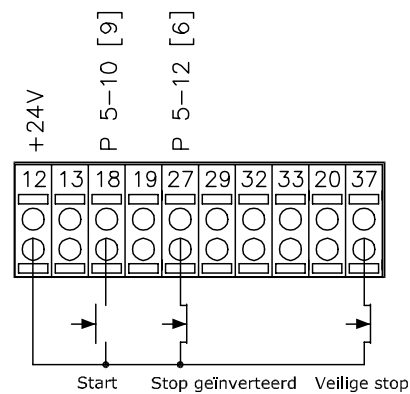 +24V
P 5-10 [9]
P 5-12 [6]
12 13 18 19 27 29 32 33 20 37
Start Stop geïnverteerd Veilige stop